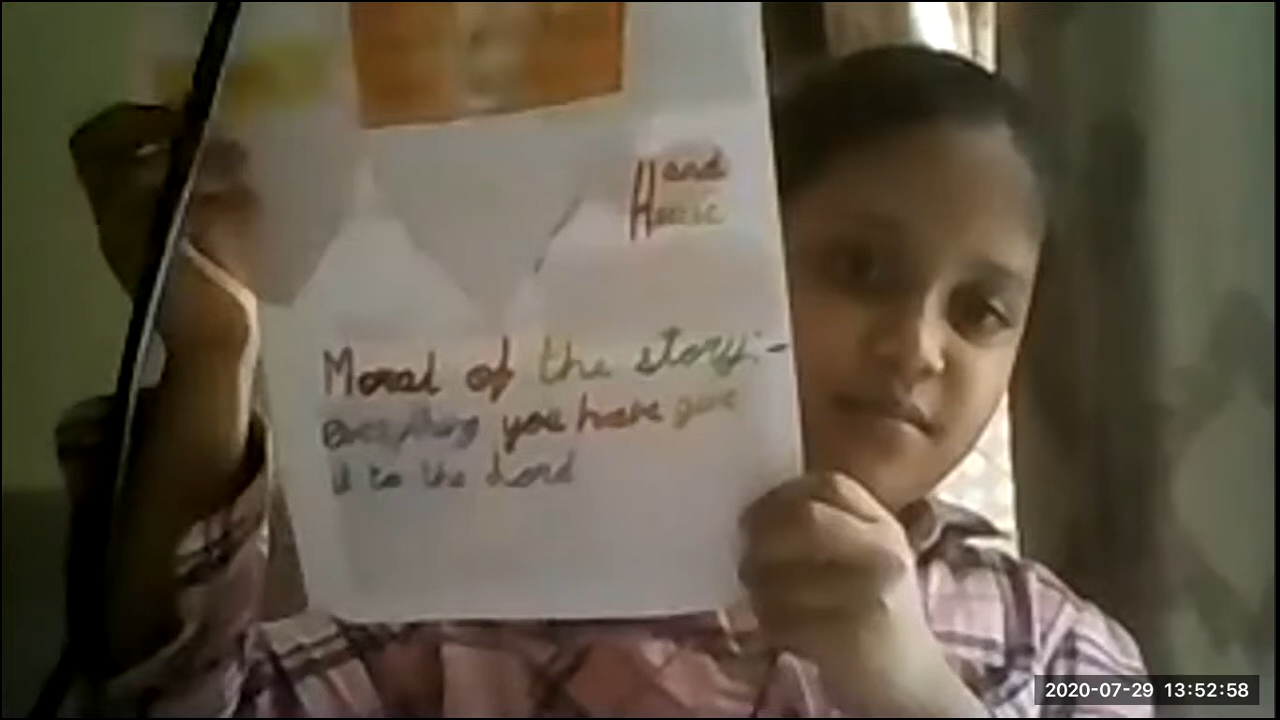 Hand
House
Moral of the story:-
Everything you have give
it to the Lord
2020-07-29 13:52:58